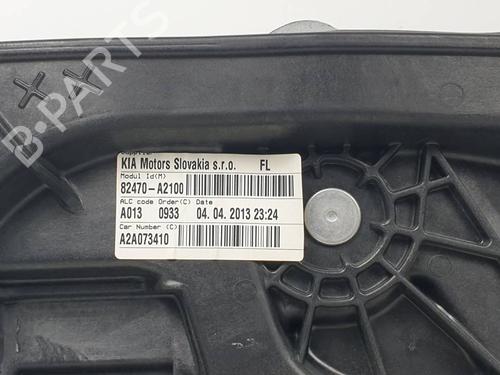 B-PARTS
Supplier
KIA Motors Slovakia s.r.o. FL
Modul Id(M)
82470-A2100
ALC code Order(C) Date
A013 0933 04. 04. 2013 23:24
Car Number (C)
A2A073410